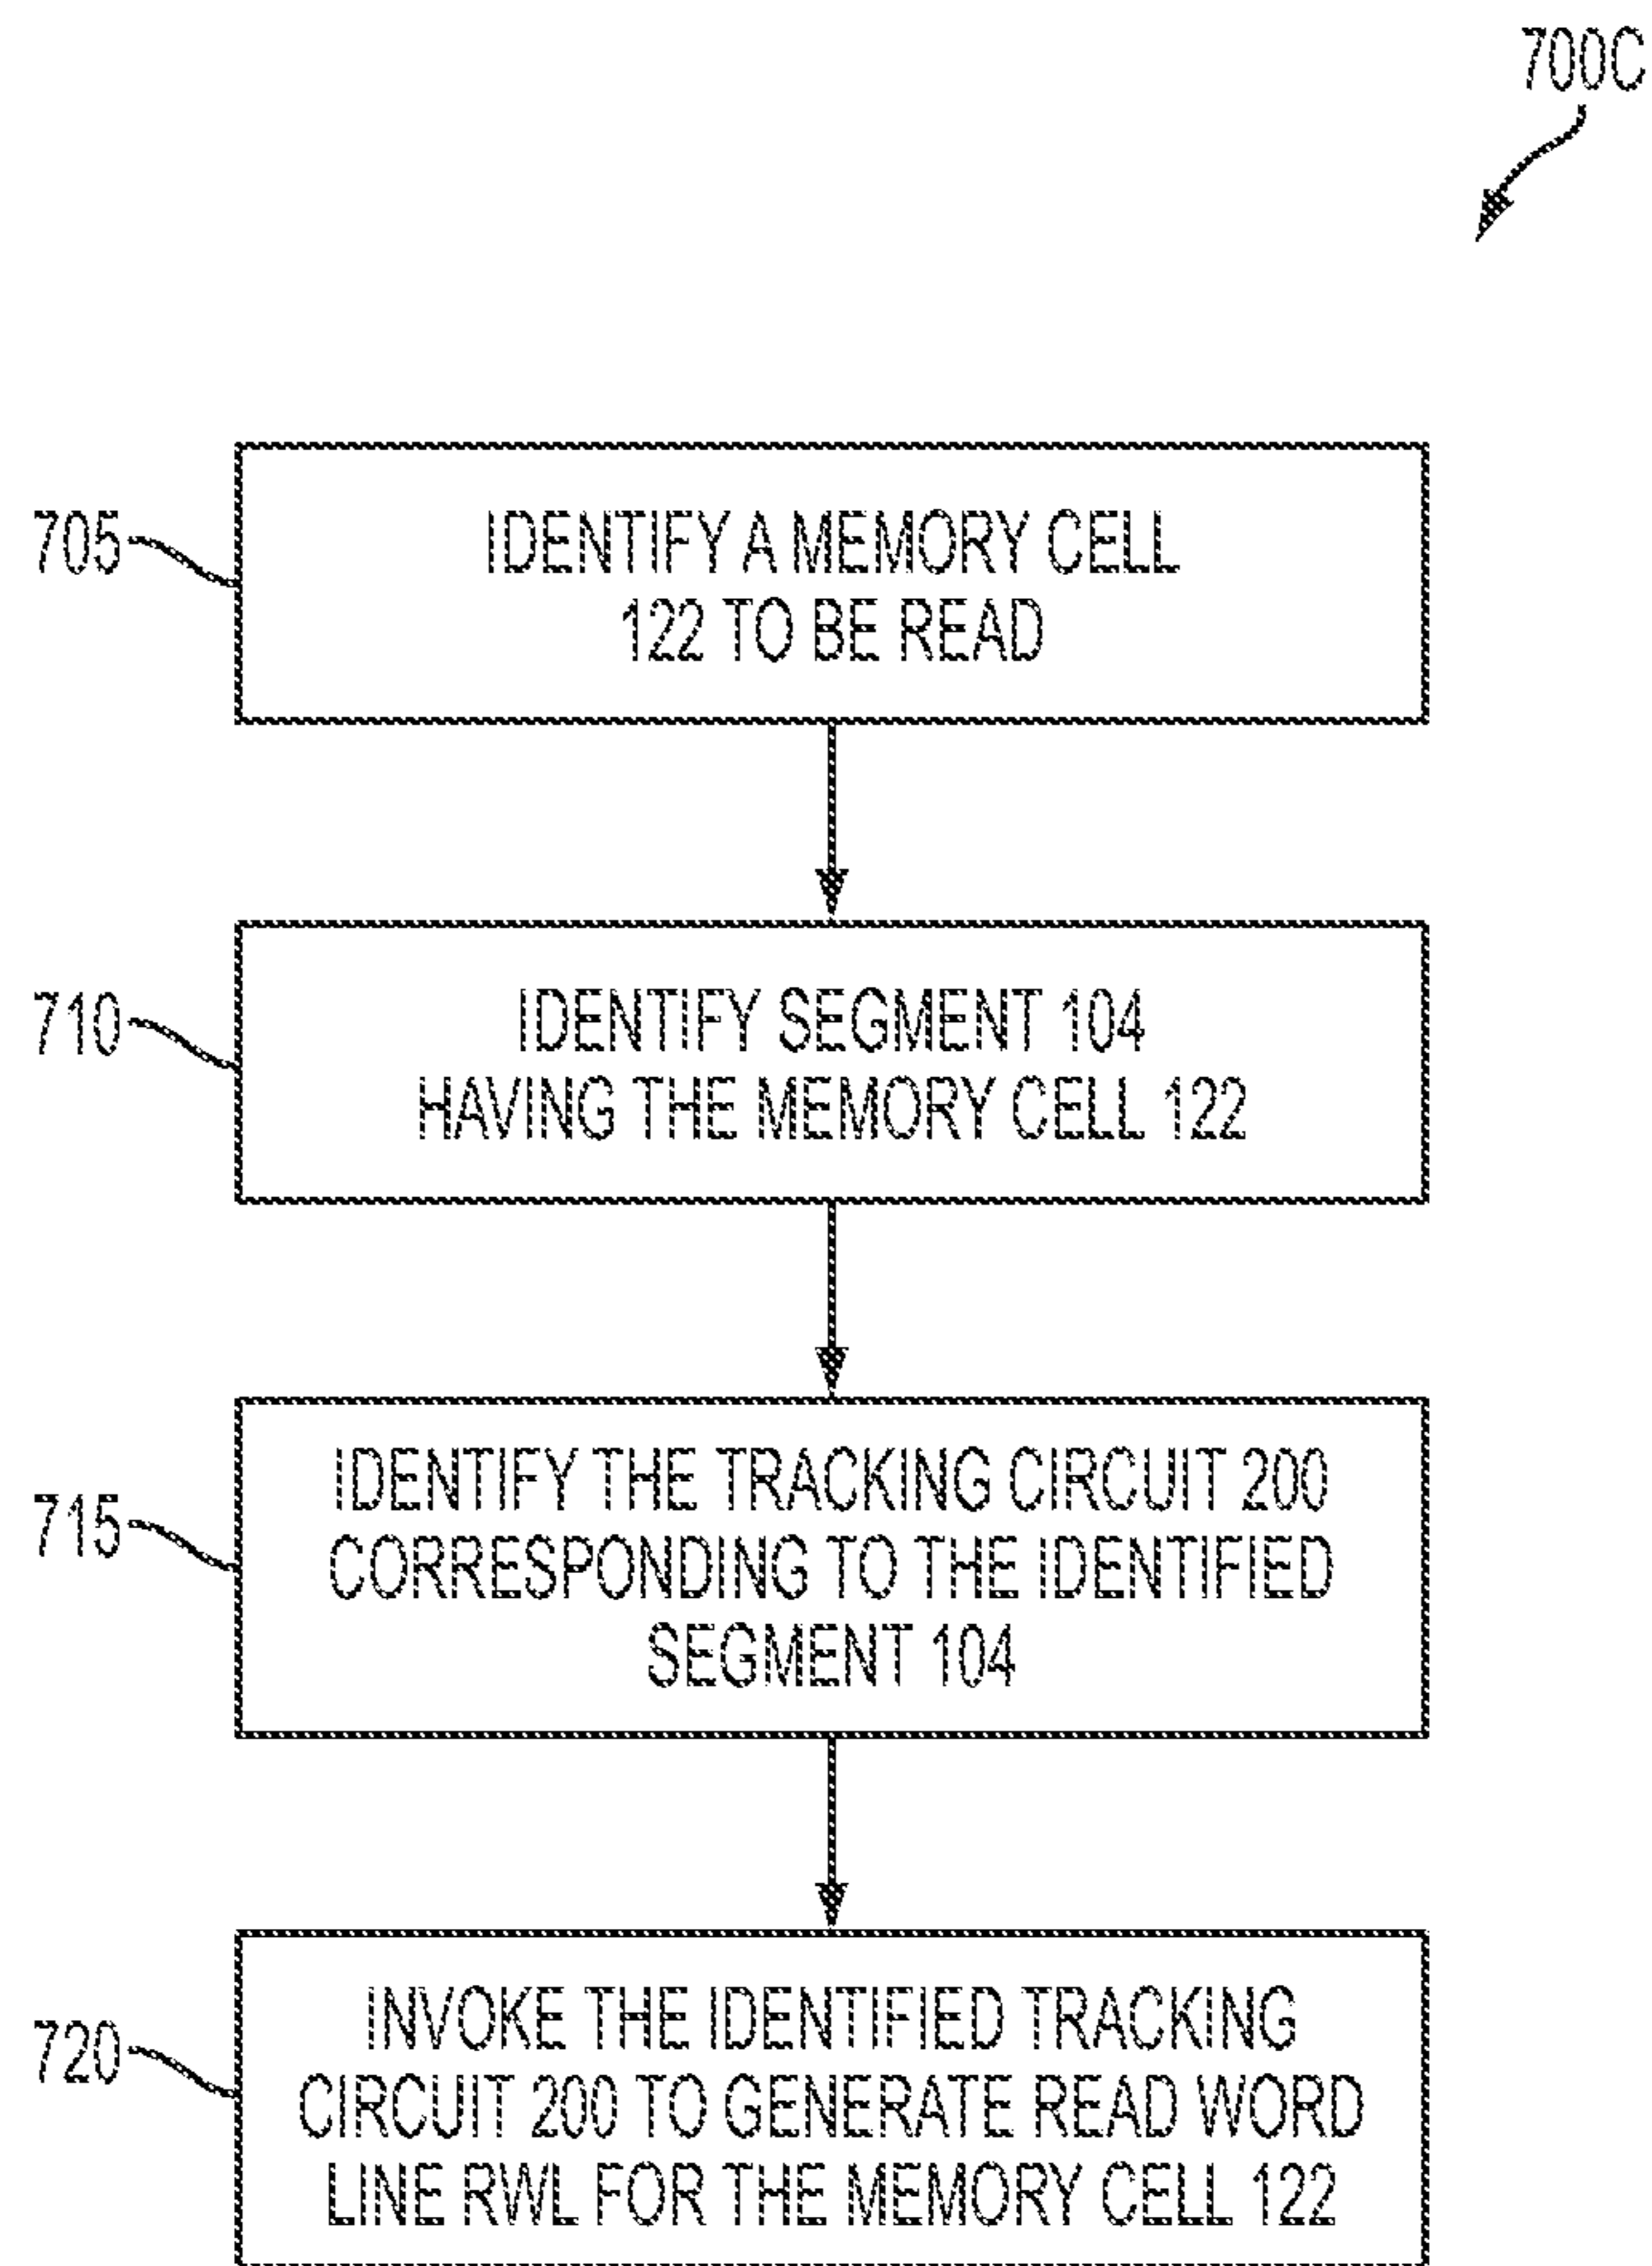 700C
705
IDENTIFY A MEMORY CELL
122 TO BE READ
710
IDENTIFY SEGMENT 104
HAVING THE MEMORY CELL 122
715
IDENTIFY THE TRACKING CIRCUIT 200
CORRESPONDING TO THE IDENTIFIED
SEGMENT 104
720
INVOKE THE IDENTIFIED TRACKING
CIRCUIT 200 TO GENERATE READ WORD
LINE RWL FOR THE MEMORY CELL 122